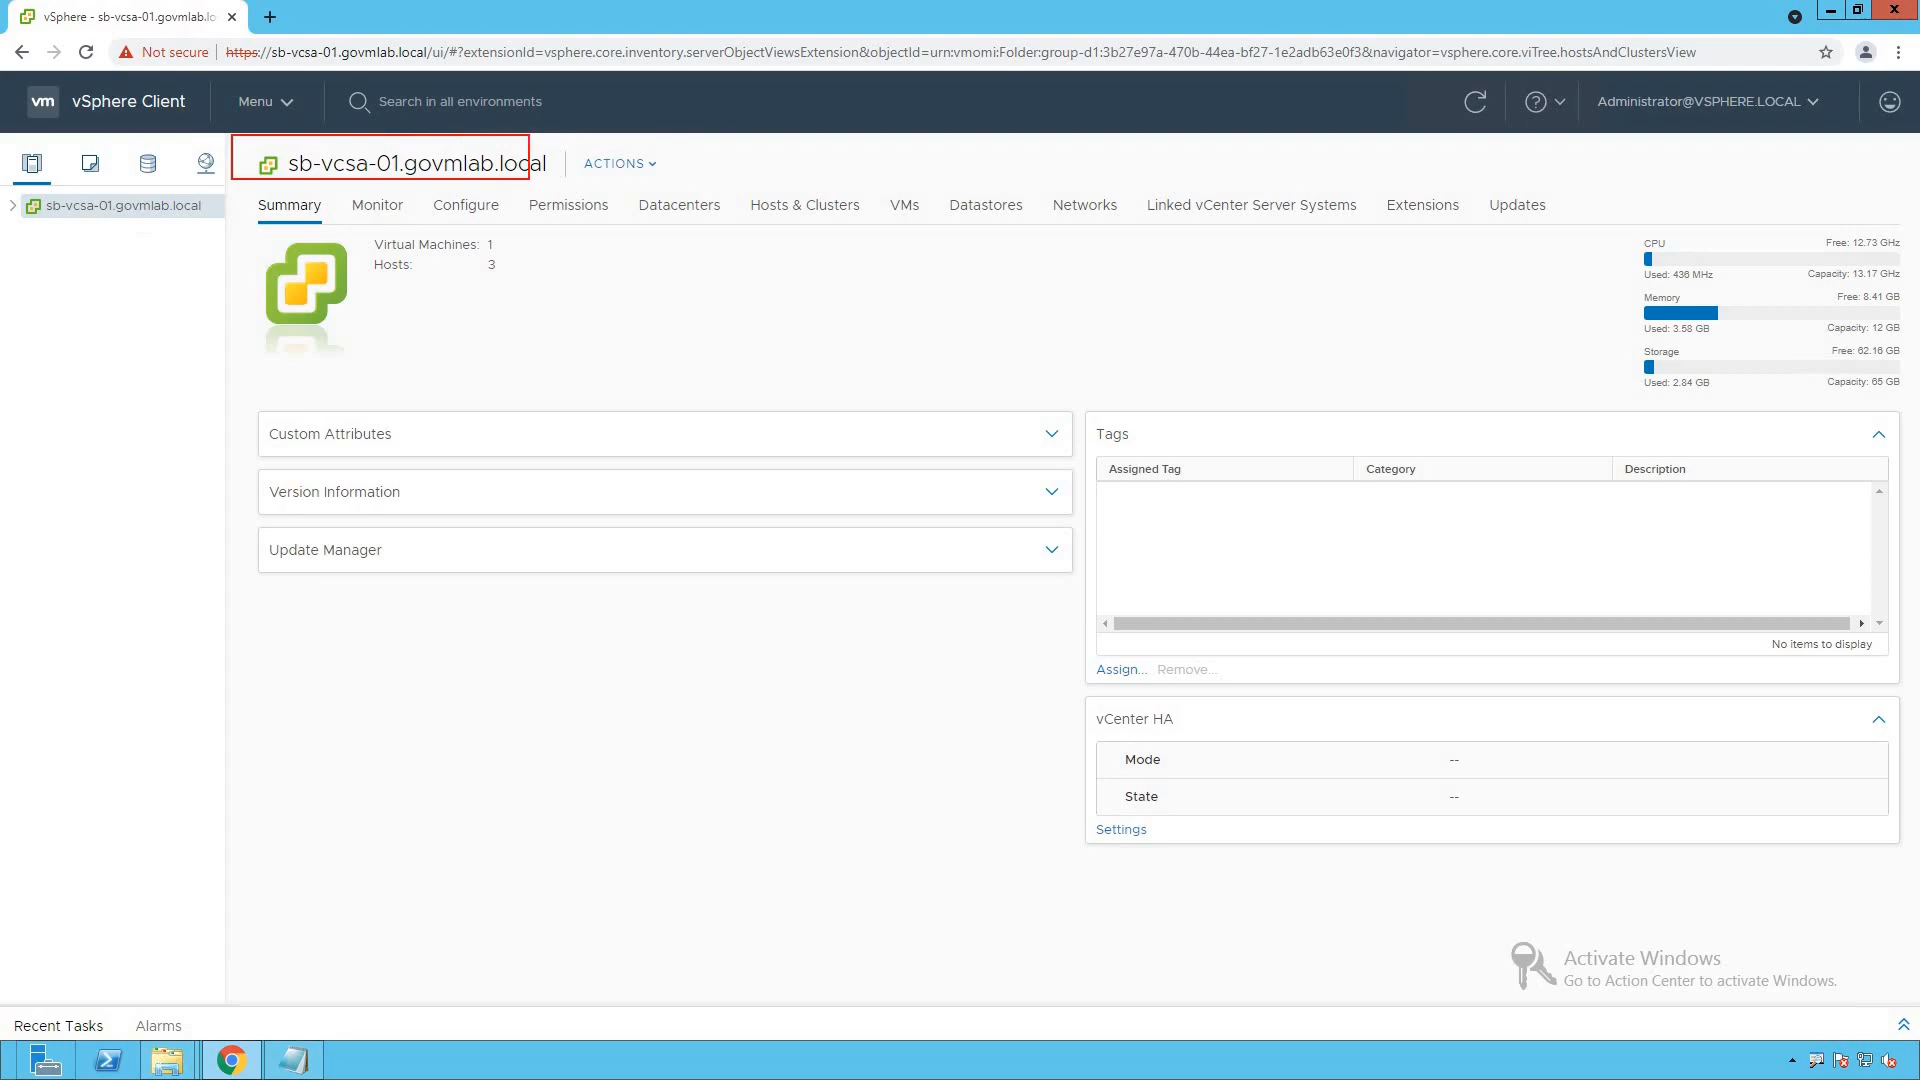 vSphere - sb-vcsa-01.govmlab.lo
Not secure https://sb-vcsa-01.govmlab.local/ui/#?extensionId=vsphere.core.inventory.serverObjectViewsExtension&objectId=urn:vmomi:Folder:group-d1:3b27e97a-470b-44ea-bf27-1e2adb63e0f3&navigator=vsphere.core.viTree.hostsAndClustersView
vm vSphere Client Menu Search in all environments Administrator@VSPHERE.LOCAL
sb-vcsa-01.govmlab.local ACTIONS
sb-vcsa-01.govmlab.local
Summary Monitor Configure Permissions Datacenters Hosts & Clusters VMs Datastores Networks Linked vCenter Server Systems Extensions Updates
Virtual Machines: 1
Hosts: 3
CPU Free: 12.73 GHz
Used: 436 MHz Capacity: 13.17 GHz
Memory Free: 8.41 GB
Used: 3.58 GB Capacity: 12 GB
Storage Free: 62.16 GB
Used: 2.84 GB Capacity: 65 GB
Custom Attributes
Version Information
Update Manager
Tags
Assigned Tag Category Description
No items to display
Assign... Remove...
vCenter HA
Mode --
State --
Settings
Activate Windows
Go to Action Center to activate Windows.
Recent Tasks Alarms